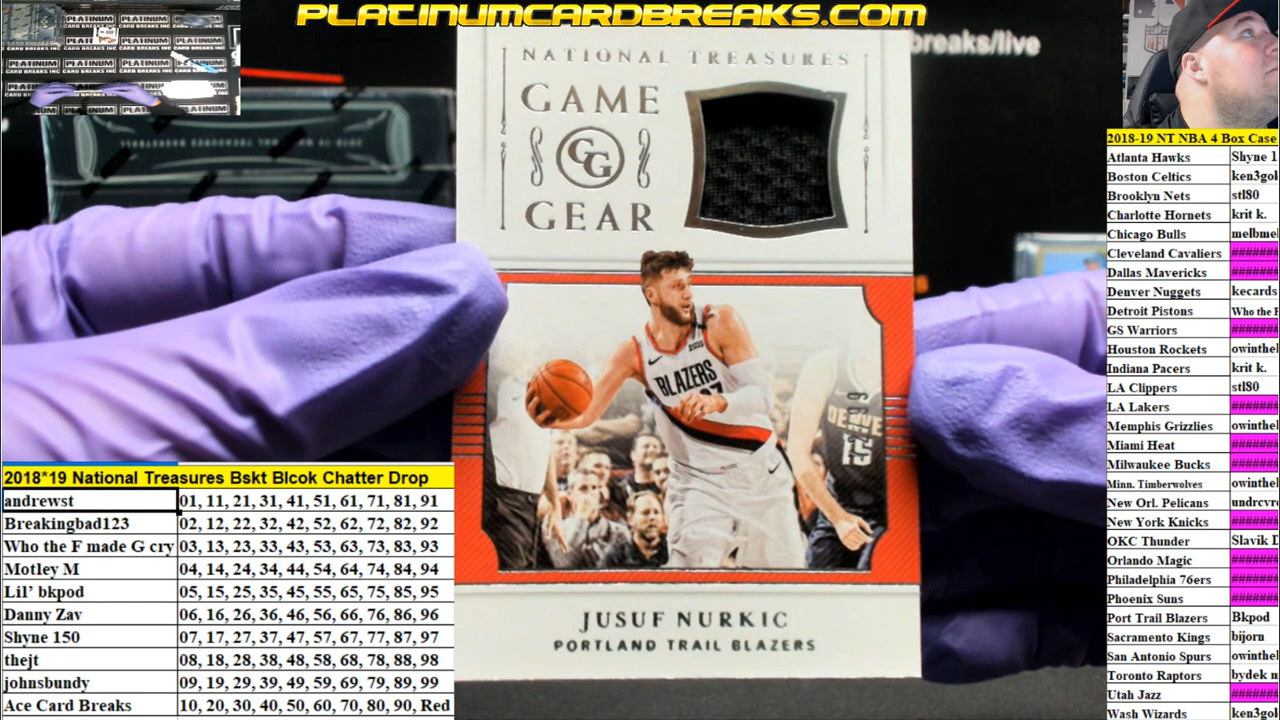 PLATINUMCARDBREAKS.COM
breaks/live
NATIONAL TREASURES
GAME
GG
GEAR
BLAZERS
DENVER
JUSUF NURKIC
PORTLAND TRAIL BLAZERS
2018*19 National Treasures Bskt Blcok Chatter Drop
andrewst 01, 11, 21, 31, 41, 51, 61, 71, 81, 91
Breakingbad123 02, 12, 22, 32, 42, 52, 62, 72, 82, 92
Who the F made G cry 03, 13, 23, 33, 43, 53, 63, 73, 83, 93
Motley M 04, 14, 24, 34, 44, 54, 64, 74, 84, 94
Lil' bkpod 05, 15, 25, 35, 45, 55, 65, 75, 85, 95
Danny Zav 06, 16, 26, 36, 46, 56, 66, 76, 86, 96
Shyne 150 07, 17, 27, 37, 47, 57, 67, 77, 87, 97
thejt 08, 18, 28, 38, 48, 58, 68, 78, 88, 98
johnsbundy 09, 19, 29, 39, 49, 59, 69, 79, 89, 99
Ace Card Breaks 10, 20, 30, 40, 50, 60, 70, 80, 90, Red
2018-19 NT NBA 4 Box Case
Atlanta Hawks Shyne 1
Boston Celtics ken3gol
Brooklyn Nets stl80
Charlotte Hornets krit k.
Chicago Bulls melbme
Cleveland Cavaliers #######
Dallas Mavericks #######
Denver Nuggets kecards
Detroit Pistons Who the F
GS Warriors #######
Houston Rockets owinthe
Indiana Pacers krit k.
LA Clippers stl80
LA Lakers #######
Memphis Grizzlies owinthe
Miami Heat #######
Milwaukee Bucks #######
Minn. Timberwolves owinthe
New Orl. Pelicans undrcvr
New York Knicks #######
OKC Thunder Slavik D
Orlando Magic #######
Philadelphia 76ers #######
Phoenix Suns #######
Port Trail Blazers Bkpod
Sacramento Kings bijorn
San Antonio Spurs owinthe
Toronto Raptors bydek m
Utah Jazz #######
Wash Wizards ken3gol